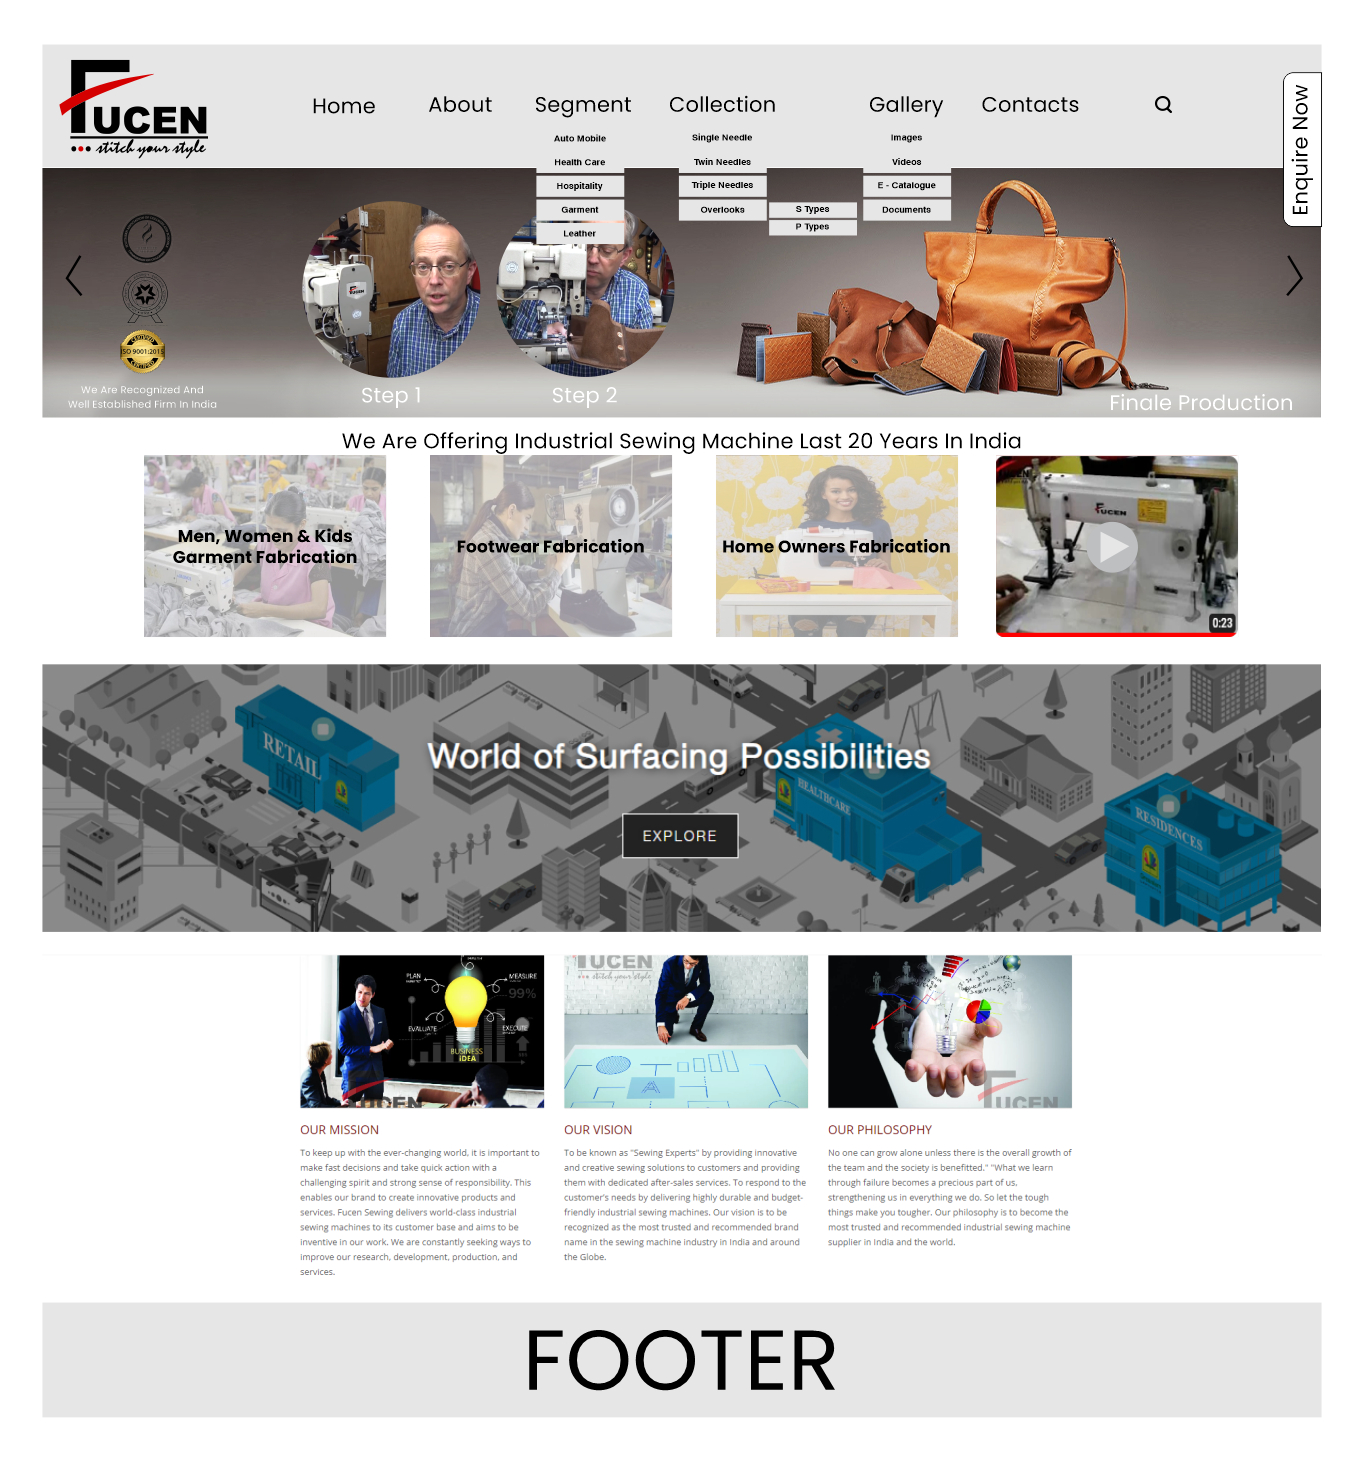 FUCEN
stitch your style
Home
About
Segment
Collection
Gallery
Contacts
Enquire Now
Auto Mobile
Health Care
Hospitality
Garment
Leather
Single Needle
Twin Needles
Triple Needles
Overlooks
S Types
P Types
Images
Videos
E - Catalogue
Documents
FUCEN
CERTIFIED
ISO 9001:2015
CERTIFIED
We Are Recognized And
Well Established Firm In India
Step 1
Step 2
Finale Production
We Are Offering Industrial Sewing Machine Last 20 Years In India
Men, Women & Kids
Garment Fabrication
Footwear Fabrication
Home Owners Fabrication
FUCEN
0:23
RETAIL
World of Surfacing Possibilities
HEALTHCARE
RESIDENCES
EXPLORE
PLAN
MEASURE
99%
EVALUATE
EXECUTE
BUSINESS
IDEA
FUCEN
FUCEN
stitch your style
A
FUCEN
OUR MISSION
To keep up with the ever-changing world, it is important to
make fast decisions and take quick action with a
challenging spirit and strong sense of responsibility. This
enables our brand to create innovative products and
services. Fucen Sewing delivers world-class industrial
sewing machines to its customer base and aims to be
inventive in our work. We are constantly seeking ways to
improve our research, development, production, and
services.
OUR VISION
To be known as "Sewing Experts" by providing innovative
and creative sewing solutions to customers and providing
them with dedicated after-sales services. To respond to the
customer's needs by delivering highly durable and budget-
friendly industrial sewing machines. Our vision is to be
recognized as the most trusted and recommended brand
name in the sewing machine industry in India and around
the Globe.
OUR PHILOSOPHY
No one can grow alone unless there is the overall growth of
the team and the society is benefitted." "What we learn
through failure becomes a precious part of us,
strengthening us in everything we do. So let the tough
things make you tougher. Our philosophy is to become the
most trusted and recommended industrial sewing machine
supplier in India and the world.
FOOTER